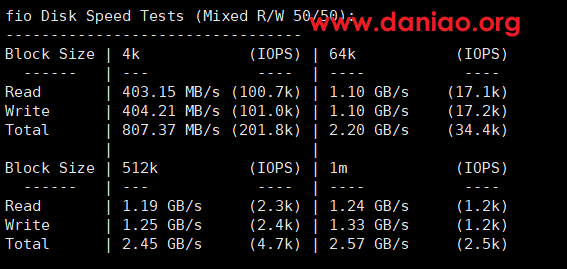 fio Disk Speed Tests (Mixed R/W 50/50):
www.daniao.org
---------------------------------
Block Size | 4k            (IOPS) | 64k           (IOPS)
  ------   | ---            ----  | ----           ----
Read       | 403.15 MB/s (100.7k) | 1.10 GB/s    (17.1k)
Write      | 404.21 MB/s (101.0k) | 1.10 GB/s    (17.2k)
Total      | 807.37 MB/s (201.8k) | 2.20 GB/s    (34.4k)
           |                      |
Block Size | 512k          (IOPS) | 1m            (IOPS)
  ------   | ---            ----  | ----           ----
Read       | 1.19 GB/s     (2.3k) | 1.24 GB/s     (1.2k)
Write      | 1.25 GB/s     (2.4k) | 1.33 GB/s     (1.2k)
Total      | 2.45 GB/s     (4.7k) | 2.57 GB/s     (2.5k)